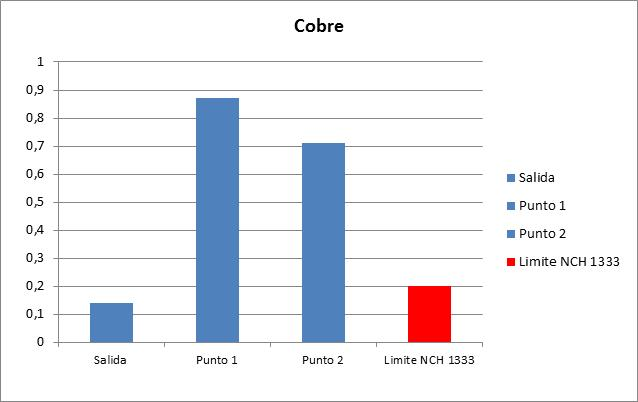 Cobre
1
0,9
0,8
0,7
0,6
0,5
0,4
0,3
0,2
0,1
0
Salida
Punto 1
Punto 2
Limite NCH 1333
Salida
Punto 1
Punto 2
Limite NCH 1333